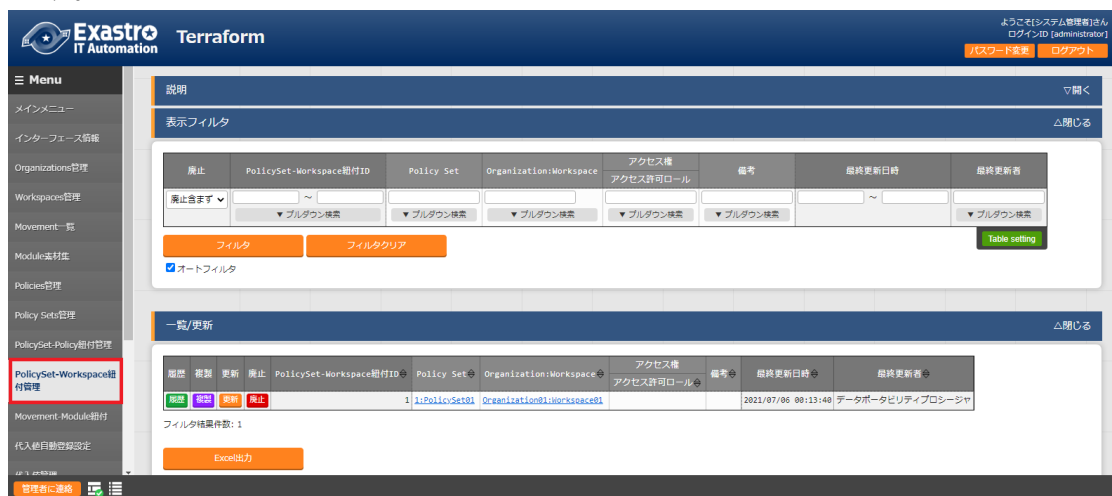 Exastro
IT Automation
Terraform
ようこそ[システム管理者]さん
ログインID [administrator]
パスワード変更 ログアウト
Menu
メインメニュー
インターフェース情報
Organizations管理
Workspaces管理
Movement一覧
Module素材集
Policies管理
Policy Sets管理
PolicySet-Policy紐付管理
PolicySet-Workspace紐
付管理
Movement-Module紐付
代入値自動登録設定
説明 ▽開く
表示フィルタ △閉じる
廃止 PolicySet-Workspace紐付ID Policy Set Organization:Workspace アクセス権 備考 最終更新日時 最終更新者
アクセス許可ロール
廃止含まず ～ ～
▼ プルダウン検索 ▼ プルダウン検索 ▼ プルダウン検索 ▼ プルダウン検索 ▼ プルダウン検索 ▼ プルダウン検索
フィルタ フィルタクリア
Table setting
オートフィルタ
一覧/更新 △閉じる
履歴 複製 更新 廃止 PolicySet-Workspace紐付ID Policy Set Organization:Workspace アクセス権 備考 最終更新日時 最終更新者
アクセス許可ロール
履歴 複製 更新 廃止 1 1:PolicySet01 Organization01:Workspace01 2021/07/06 00:13:40 データポータビリティプロシージャ
フィルタ結果件数: 1
Excel出力
管理者に連絡